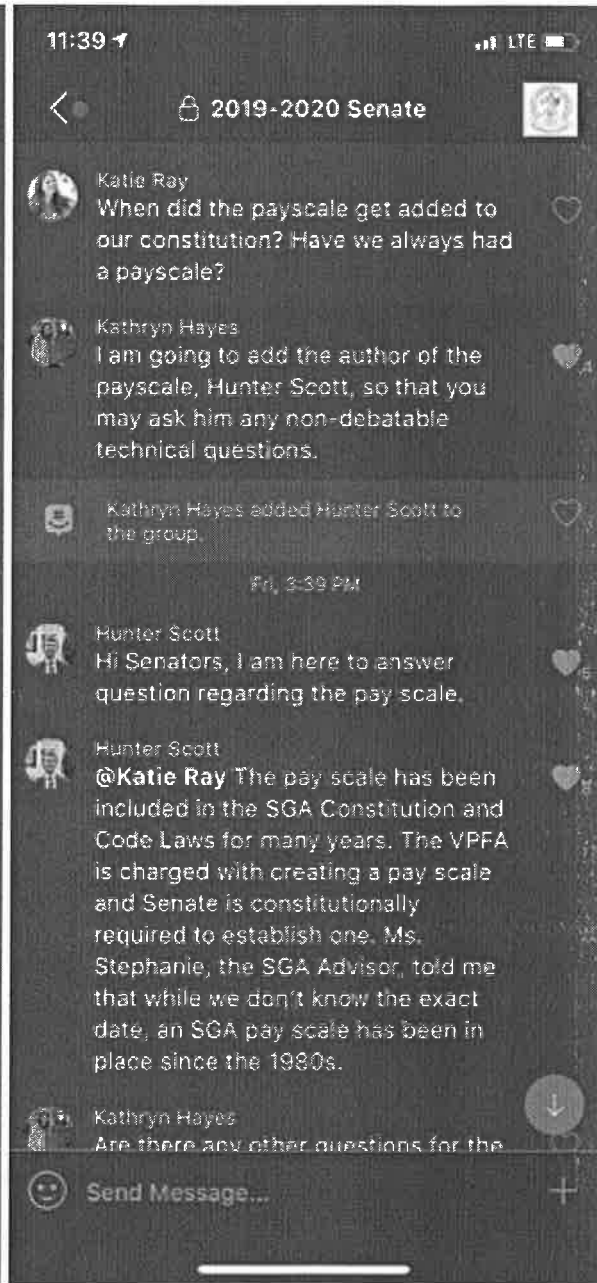 11:39
LTE
2019-2020 Senate
Katie Ray
When did the payscale get added to
our constitution? Have we always had
a payscale?
Kathryn Hayes
I am going to add the author of the
payscale, Hunter Scott, so that you
may ask him any non-debatable
technical questions.
Kathryn Hayes added Hunter Scott to
the group.
Fri, 3:39 PM
Hunter Scott
Hi Senators, I am here to answer
question regarding the pay scale.
Hunter Scott
@Katie Ray The pay scale has been
included in the SGA Constitution and
Code Laws for many years. The VPFA
is charged with creating a pay scale
and Senate is constitutionally
required to establish one. Ms.
Stephanie, the SGA Advisor, told me
that while we don't know the exact
date, an SGA pay scale has been in
place since the 1980s.
Kathryn Hayes
Are there any other questions for the
Send Message...